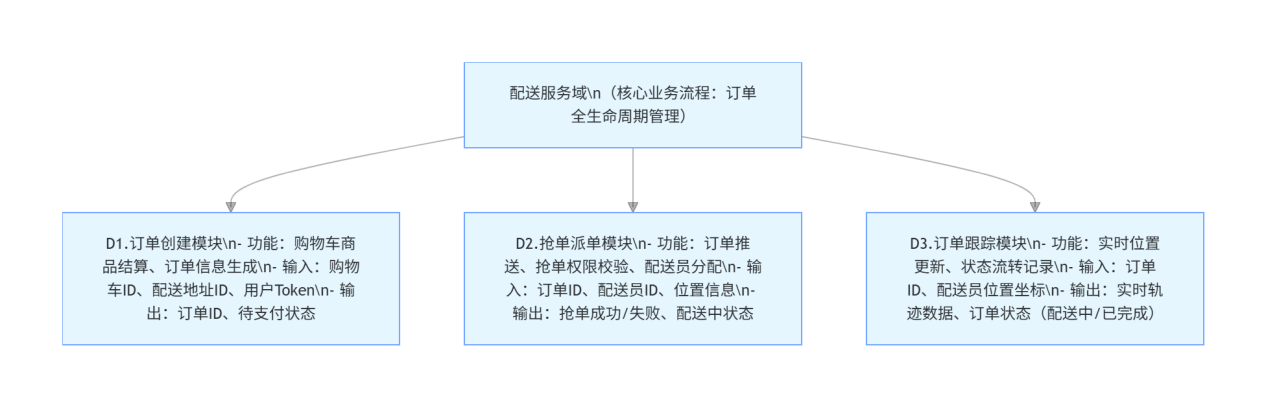 配送服务域\n（核心业务流程：订单
全生命周期管理）
D1.订单创建模块\n- 功能：购物车商
品结算、订单信息生成\n- 输入：购物
车ID、配送地址ID、用户Token\n- 输
出：订单ID、待支付状态
D2.抢单派单模块\n- 功能：订单推
送、抢单权限校验、配送员分配\n- 输
入：订单ID、配送员ID、位置信息\n-
输出：抢单成功/失败、配送中状态
D3.订单跟踪模块\n- 功能：实时位置
更新、状态流转记录\n- 输入：订单
ID、配送员位置坐标\n- 输出：实时轨
迹数据、订单状态（配送中/已完成）